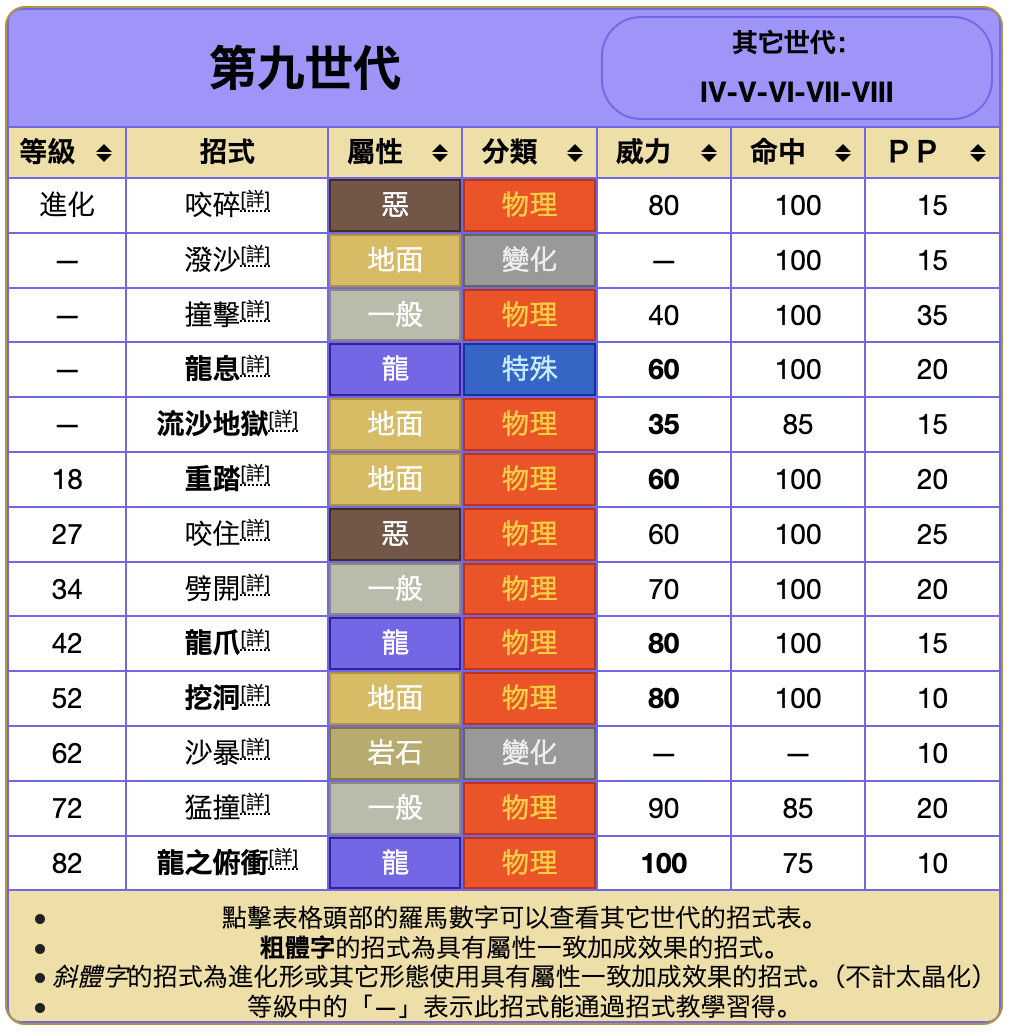 第九世代
其它世代：
IV-V-VI-VII-VIII
等級 招式 屬性 分類 威力 命中 ＰＰ
進化 咬碎[詳] 惡 物理 80 100 15
— 潑沙[詳] 地面 變化 — 100 15
— 撞擊[詳] 一般 物理 40 100 35
— 龍息[詳] 龍 特殊 60 100 20
— 流沙地獄[詳] 地面 物理 35 85 15
18 重踏[詳] 地面 物理 60 100 20
27 咬住[詳] 惡 物理 60 100 25
34 劈開[詳] 一般 物理 70 100 20
42 龍爪[詳] 龍 物理 80 100 15
52 挖洞[詳] 地面 物理 80 100 10
62 沙暴[詳] 岩石 變化 — — 10
72 猛撞[詳] 一般 物理 90 85 20
82 龍之俯衝[詳] 龍 物理 100 75 10
• 點擊表格頭部的羅馬數字可以查看其它世代的招式表。
• 粗體字的招式為具有屬性一致加成效果的招式。
• 斜體字的招式為進化形或其它形態使用具有屬性一致加成效果的招式。（不計太晶化）
• 等級中的「—」表示此招式能通過招式教學習得。